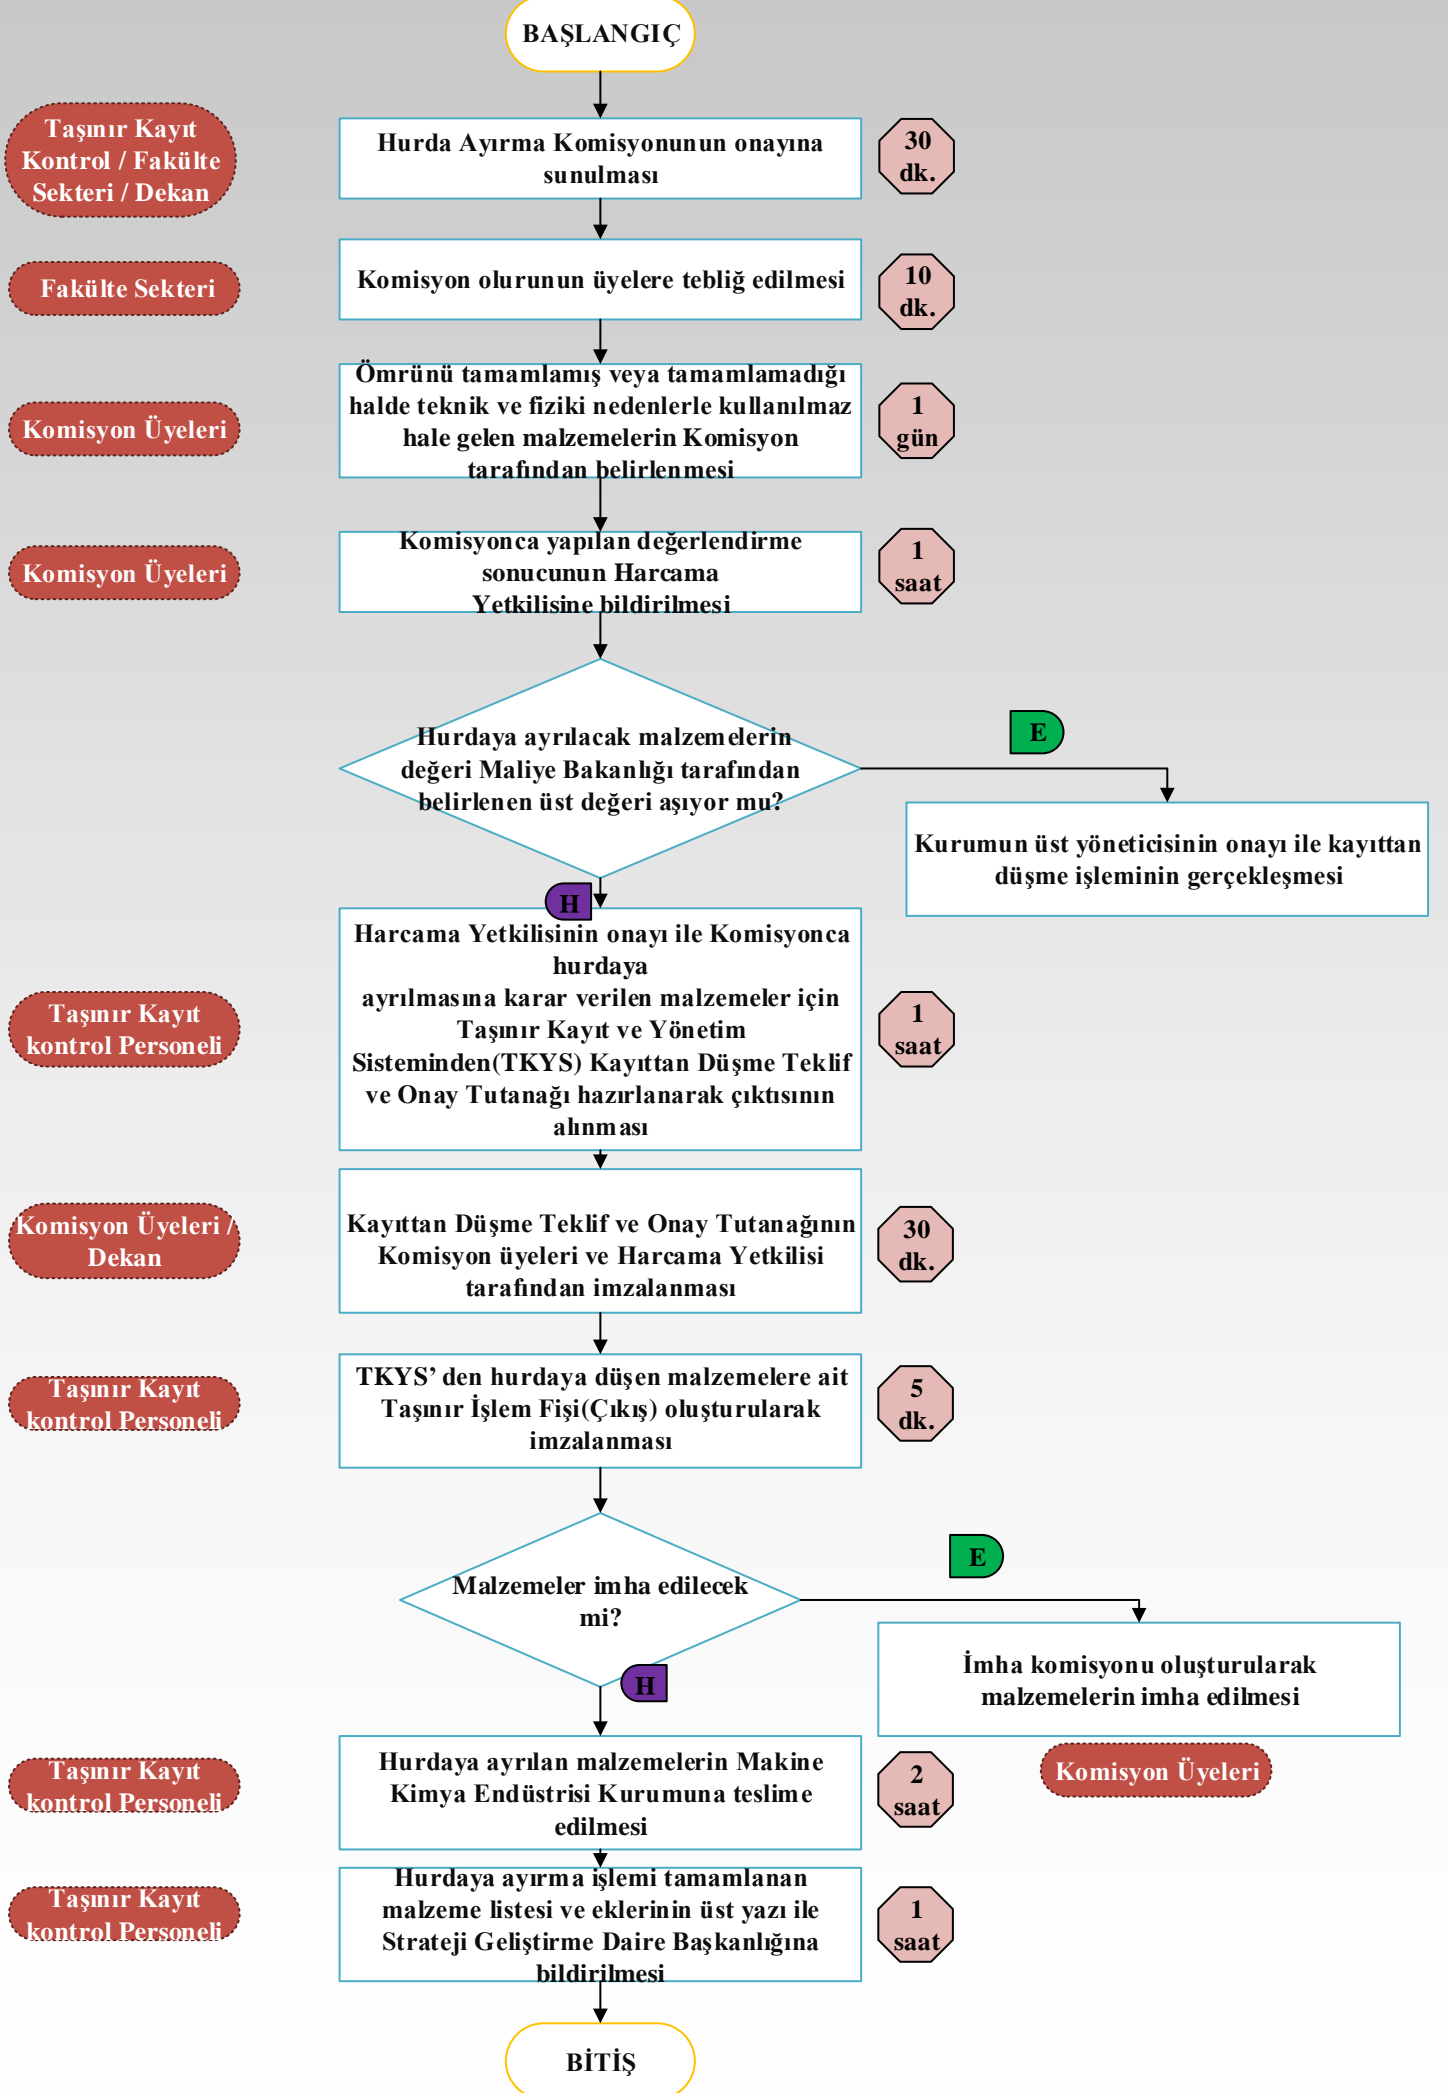 BAŞLANGIÇ
Taşınır Kayıt
Kontrol / Fakülte
Sekteri / Dekan
Hurda Ayırma Komisyonunun onayına
sunulması
30
dk.
Fakülte Sekteri
Komisyon olurunun üyelere tebliğ edilmesi
10
dk.
Komisyon Üyeleri
Ömrünü tamamlamış veya tamamlamadığı
halde teknik ve fiziki nedenlerle kullanılmaz
hale gelen malzemelerin Komisyon
tarafından belirlenmesi
1
gün
Komisyon Üyeleri
Komisyonca yapılan değerlendirme
sonucunun Harcama
Yetkilisine bildirilmesi
1
saat
Hurdaya ayrılacak malzemelerin
değeri Maliye Bakanlığı tarafından
belirlenen üst değeri aşıyor mu?
E
Kurumun üst yöneticisinin onayı ile kayıttan
düşme işleminin gerçekleşmesi
H
Taşınır Kayıt
kontrol Personeli
Harcama Yetkilisinin onayı ile Komisyonca
hurdaya
ayrılmasına karar verilen malzemeler için
Taşınır Kayıt ve Yönetim
Sisteminden(TKYS) Kayıttan Düşme Teklif
ve Onay Tutanağı hazırlanarak çıktısının
alınması
1
saat
Komisyon Üyeleri /
Dekan
Kayıttan Düşme Teklif ve Onay Tutanağının
Komisyon üyeleri ve Harcama Yetkilisi
tarafından imzalanması
30
dk.
Taşınır Kayıt
kontrol Personeli
TKYS’ den hurdaya düşen malzemelere ait
Taşınır İşlem Fişi(Çıkış) oluşturularak
imzalanması
5
dk.
Malzemeler imha edilecek
mi?
E
İmha komisyonu oluşturularak
malzemelerin imha edilmesi
Komisyon Üyeleri
H
Taşınır Kayıt
kontrol Personeli
Hurdaya ayrılan malzemelerin Makine
Kimya Endüstrisi Kurumuna teslime
edilmesi
2
saat
Taşınır Kayıt
kontrol Personeli
Hurdaya ayırma işlemi tamamlanan
malzeme listesi ve eklerinin üst yazı ile
Strateji Geliştirme Daire Başkanlığına
bildirilmesi
1
saat
BİTİŞ